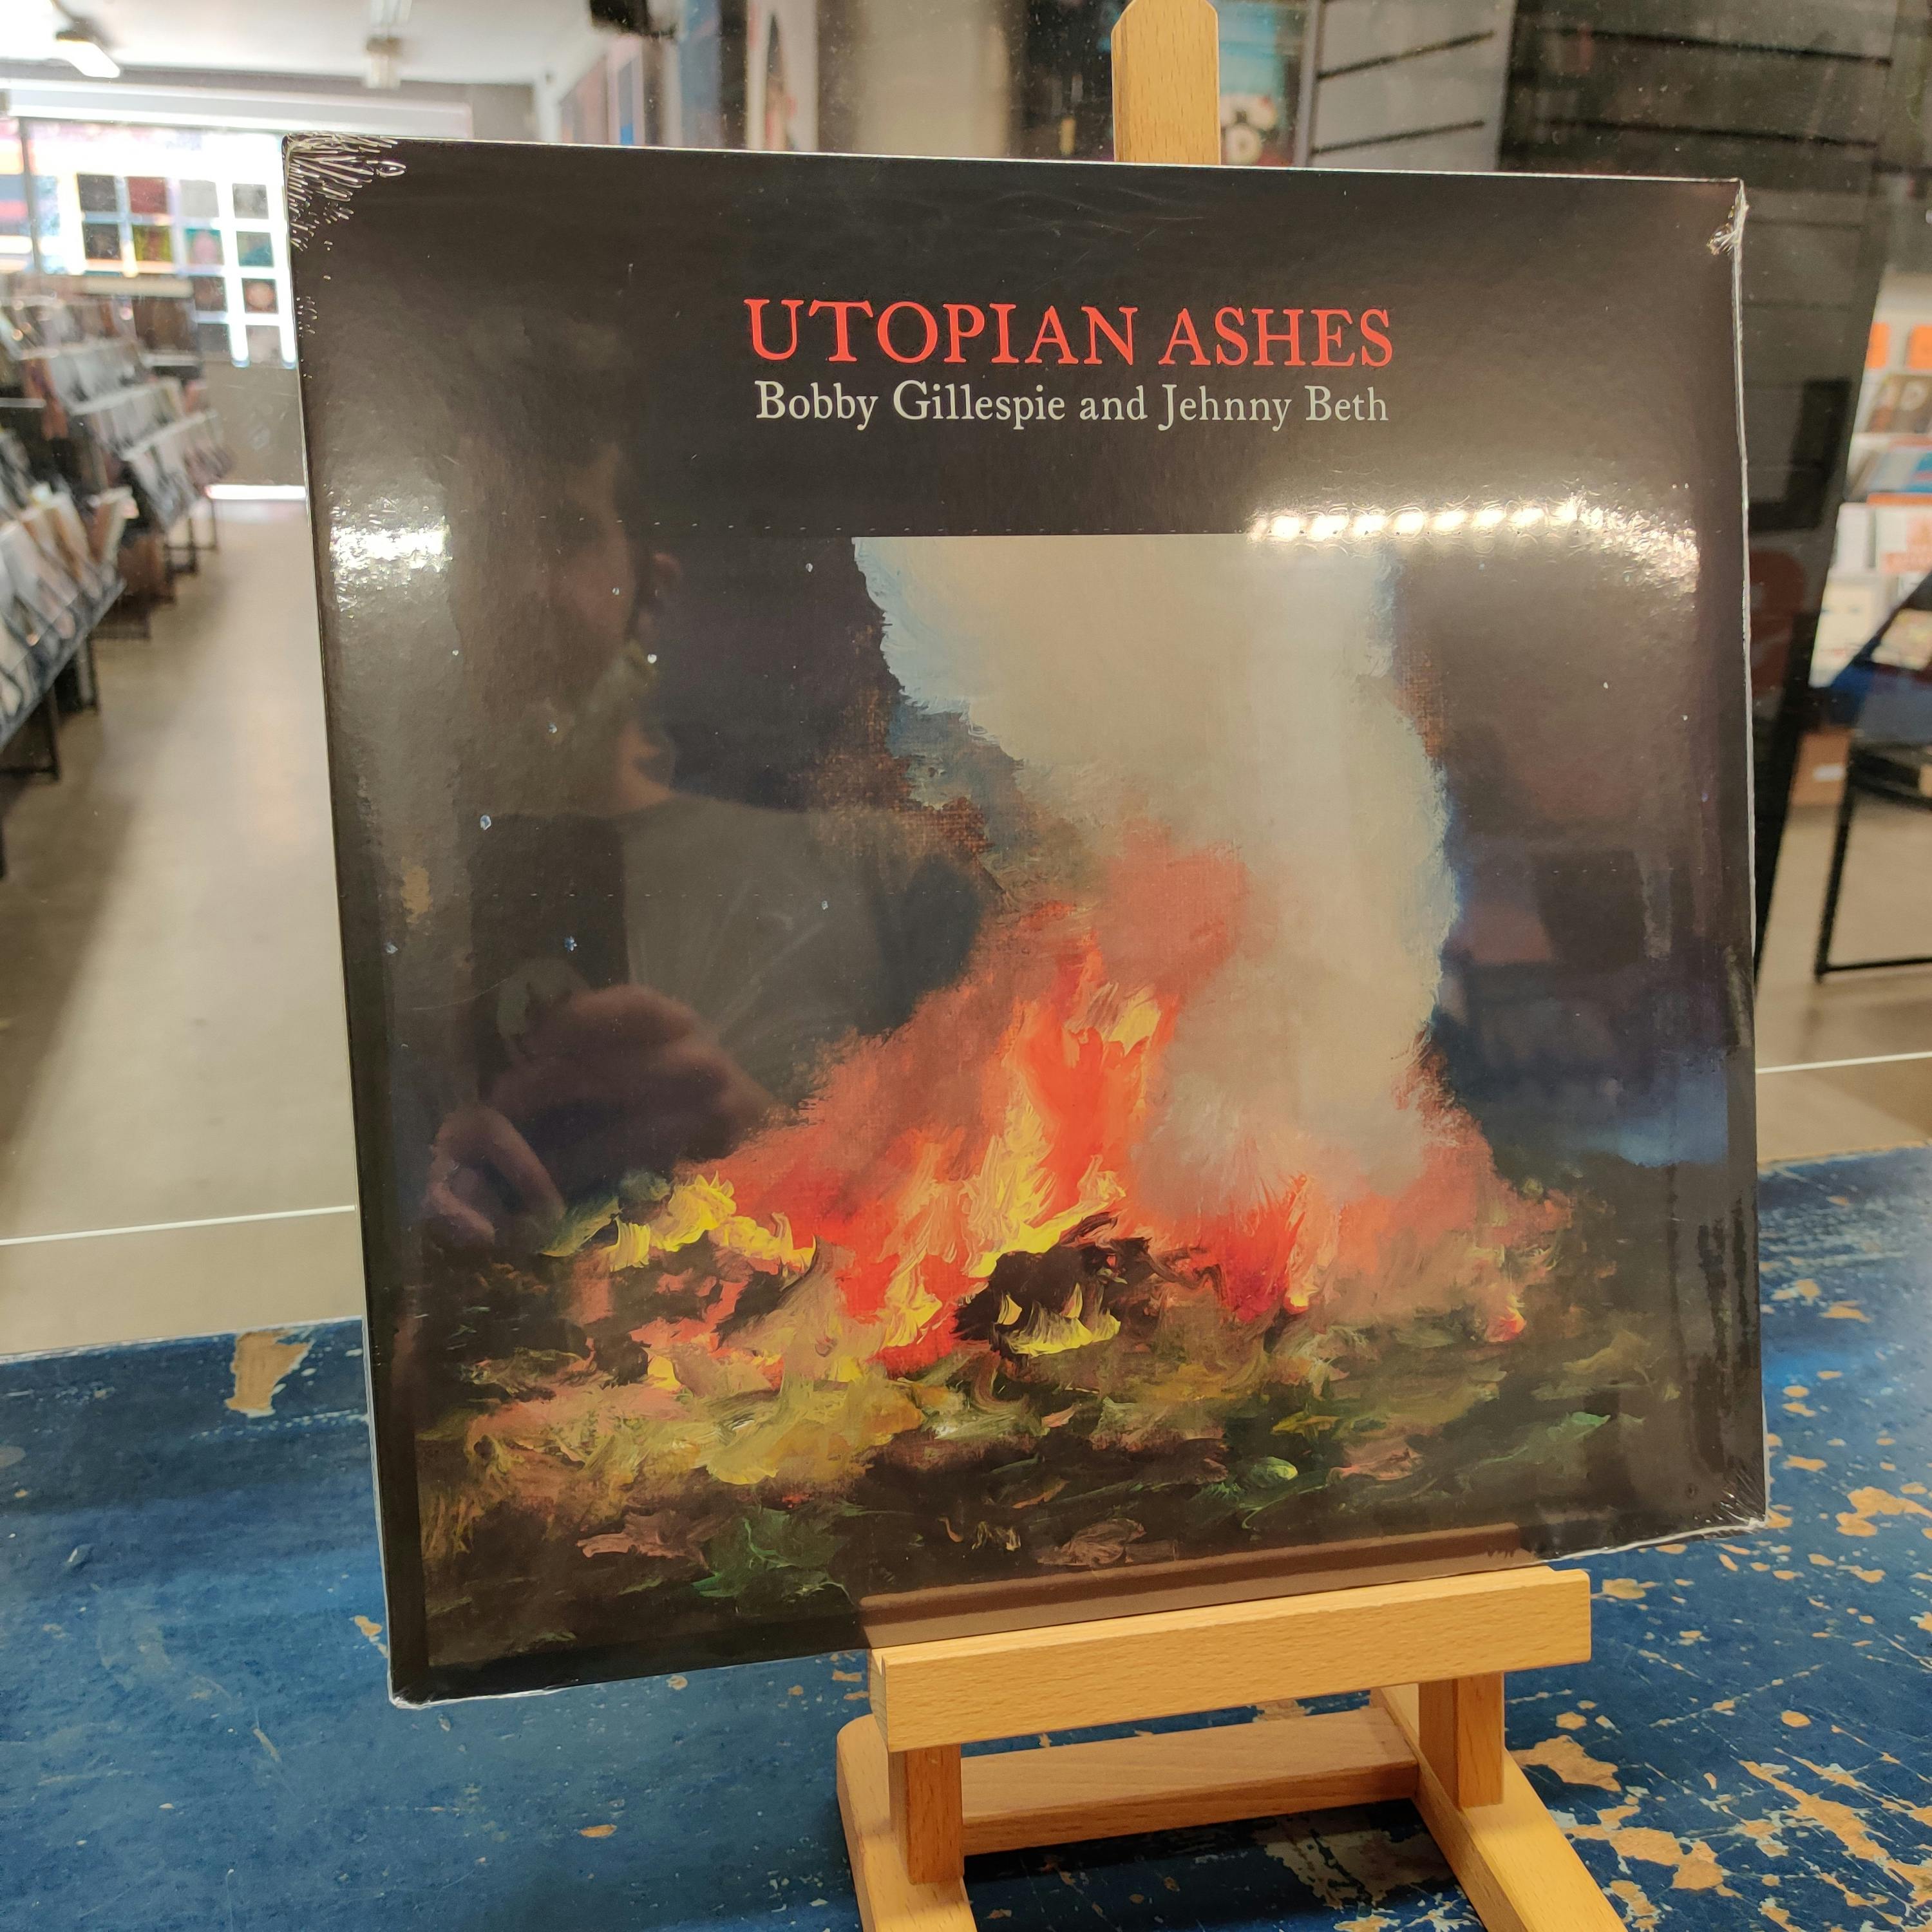 UTOPIAN ASHES
Bobby Gillespie and Jehnny Beth